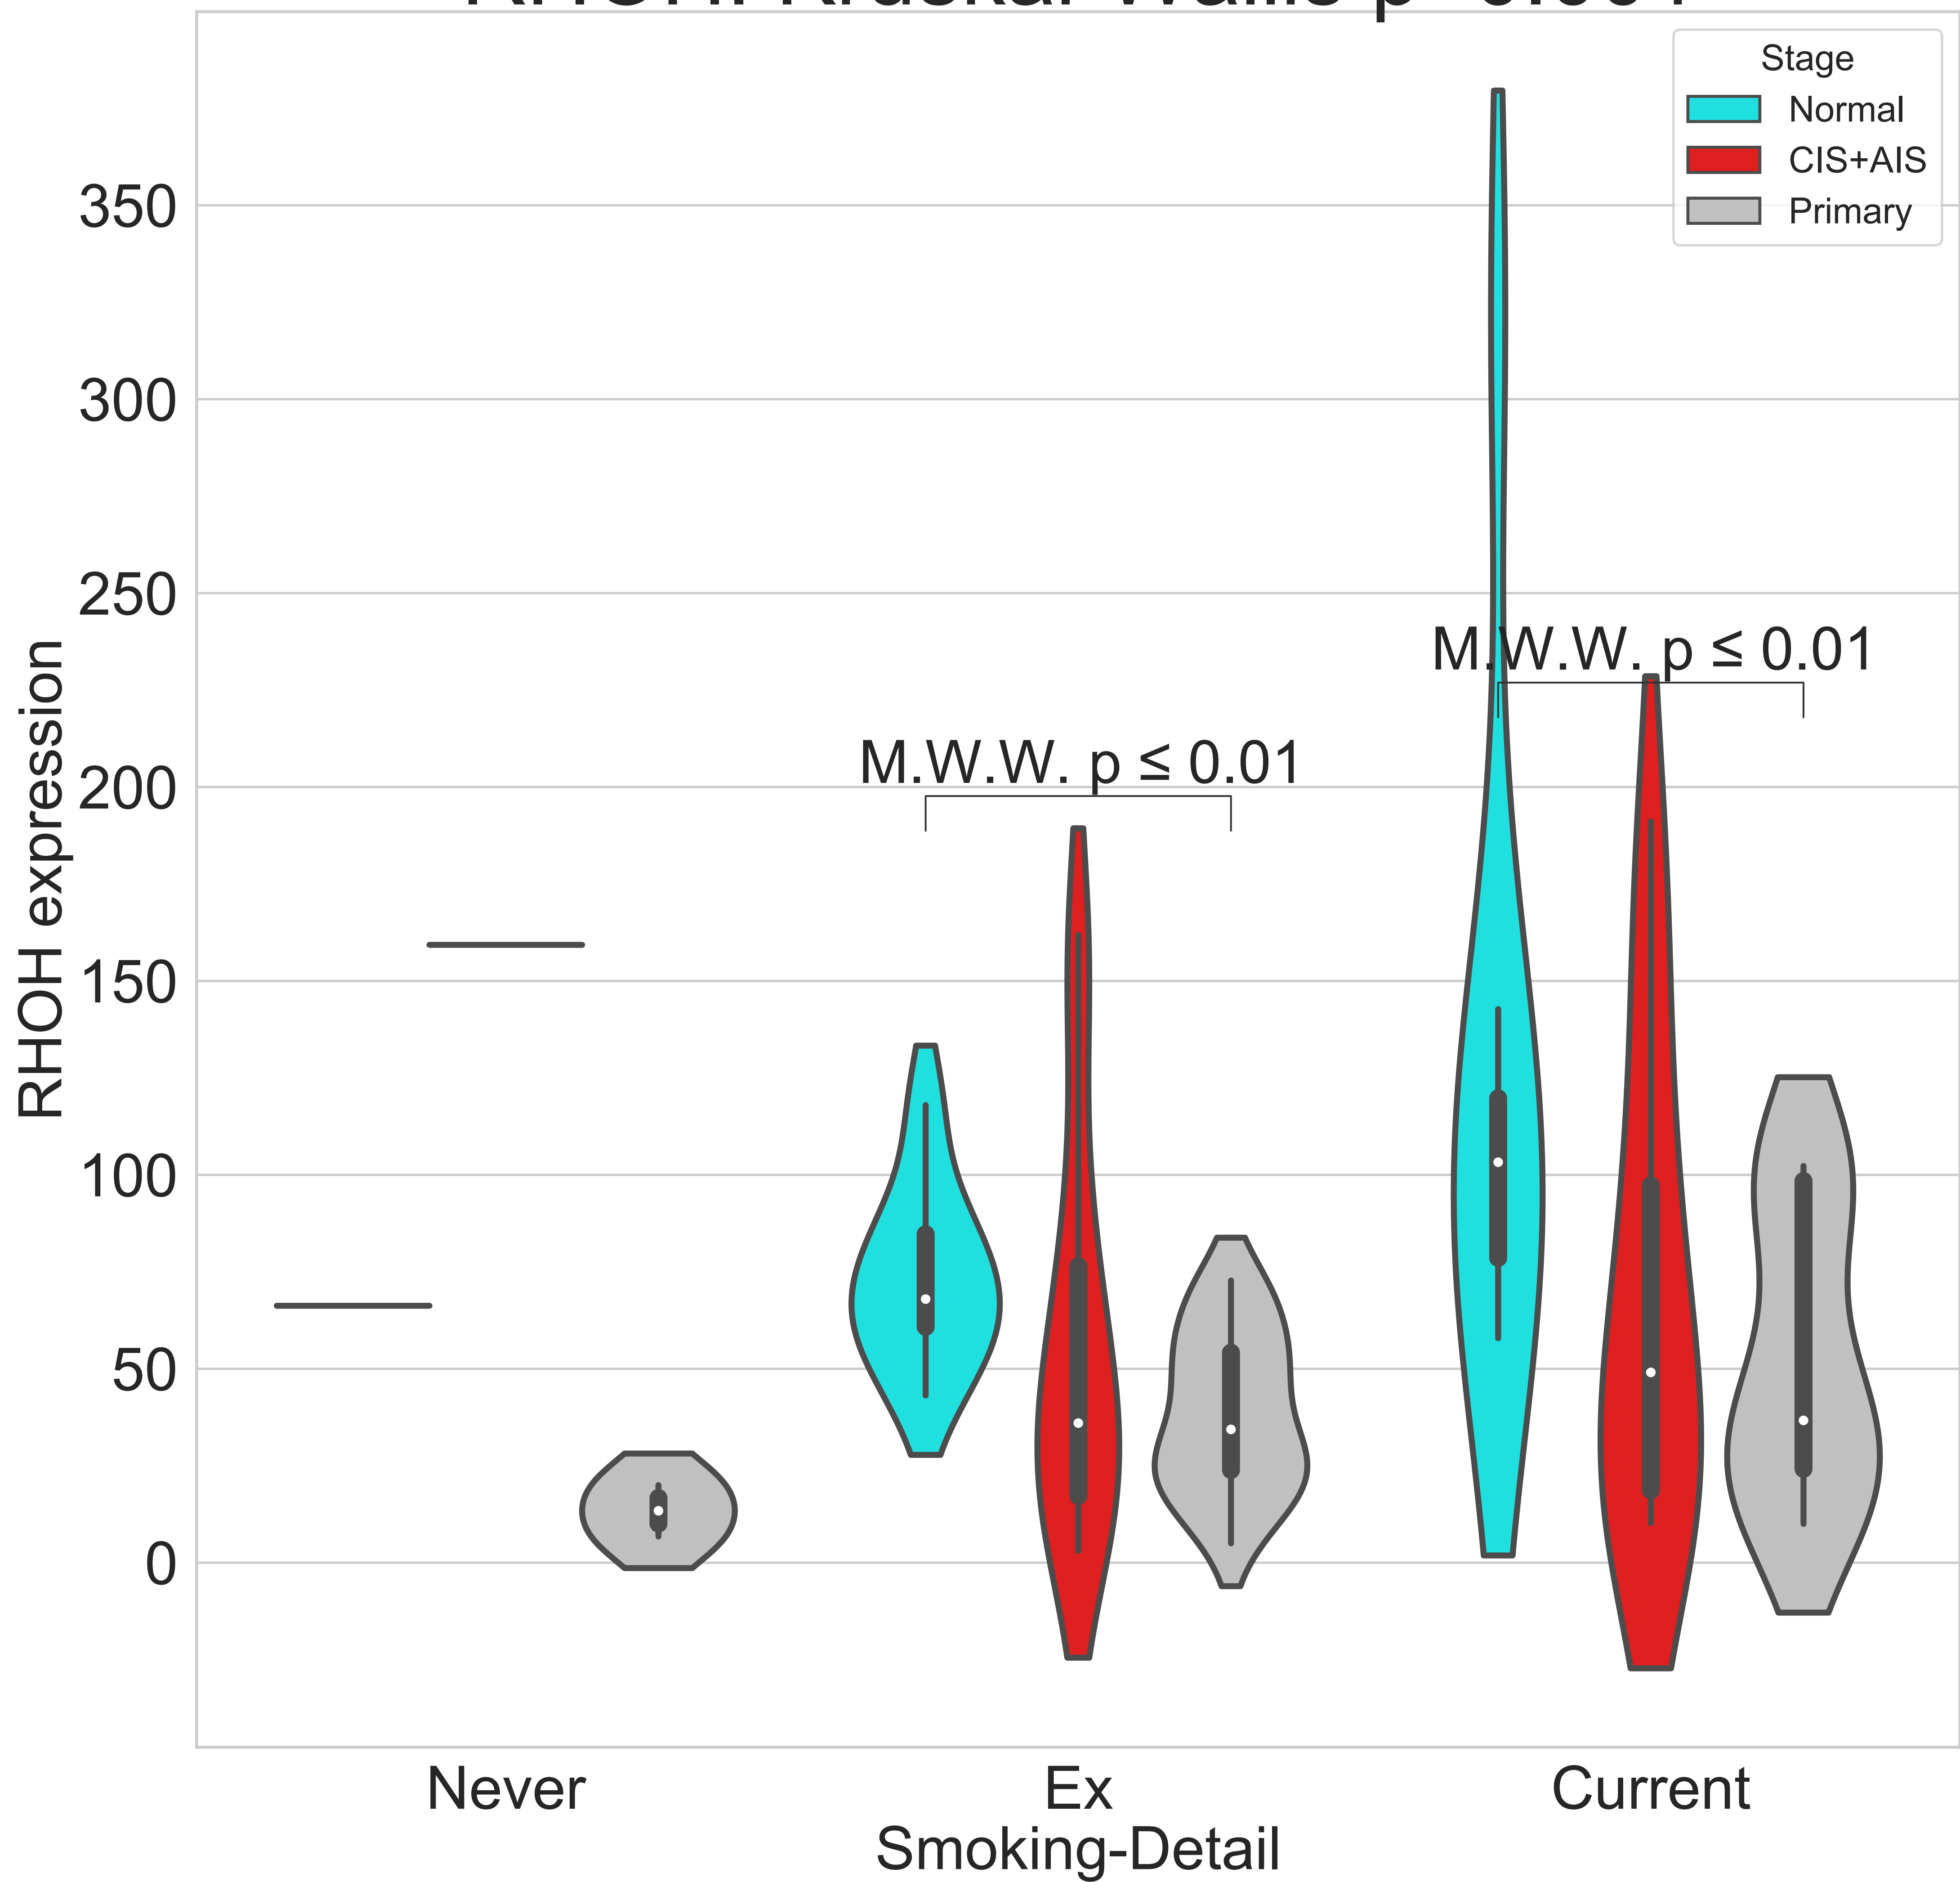 Stage
Normal
CIS+AIS
Primary
350
300
250
200
150
100
50
0
RHOH expression
M.W.W. p ≤ 0.01
M.W.W. p ≤ 0.01
Never
Ex
Current
Smoking-Detail